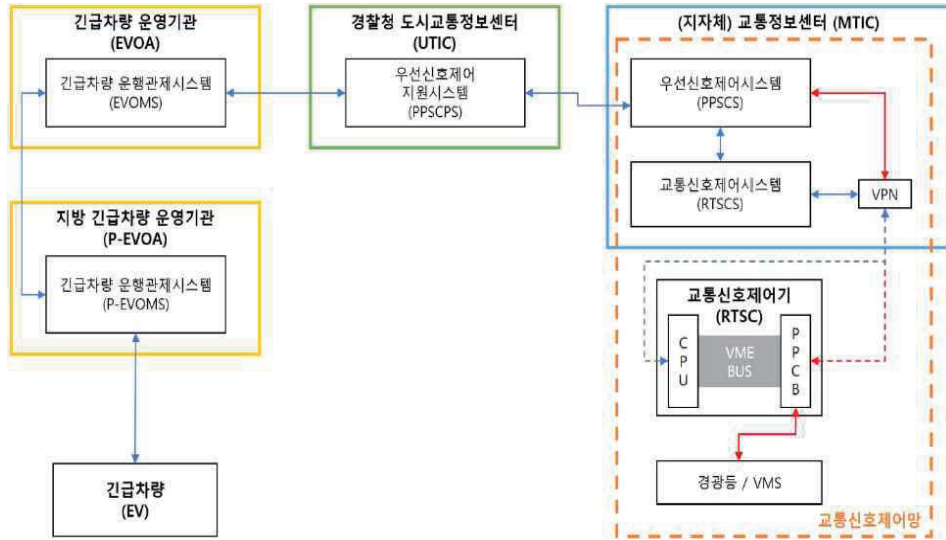 긴급차량 운영기관
(EVOA)
긴급차량 운행관제시스템
(EVOMS)
경찰청 도시교통정보센터
(UTIC)
우선신호제어
지원시스템
(PPSCPS)
(지자체) 교통정보센터 (MTIC)
우선신호제어시스템
(PPSCS)
교통신호제어시스템
(RTSCS)
VPN
지방 긴급차량 운영기관
(P-EVOA)
긴급차량 운행관제시스템
(P-EVOMS)
교통신호제어기
(RTSC)
C
P
U
VME
BUS
P
P
C
B
경광등 / VMS
긴급차량
(EV)
교통신호제어망